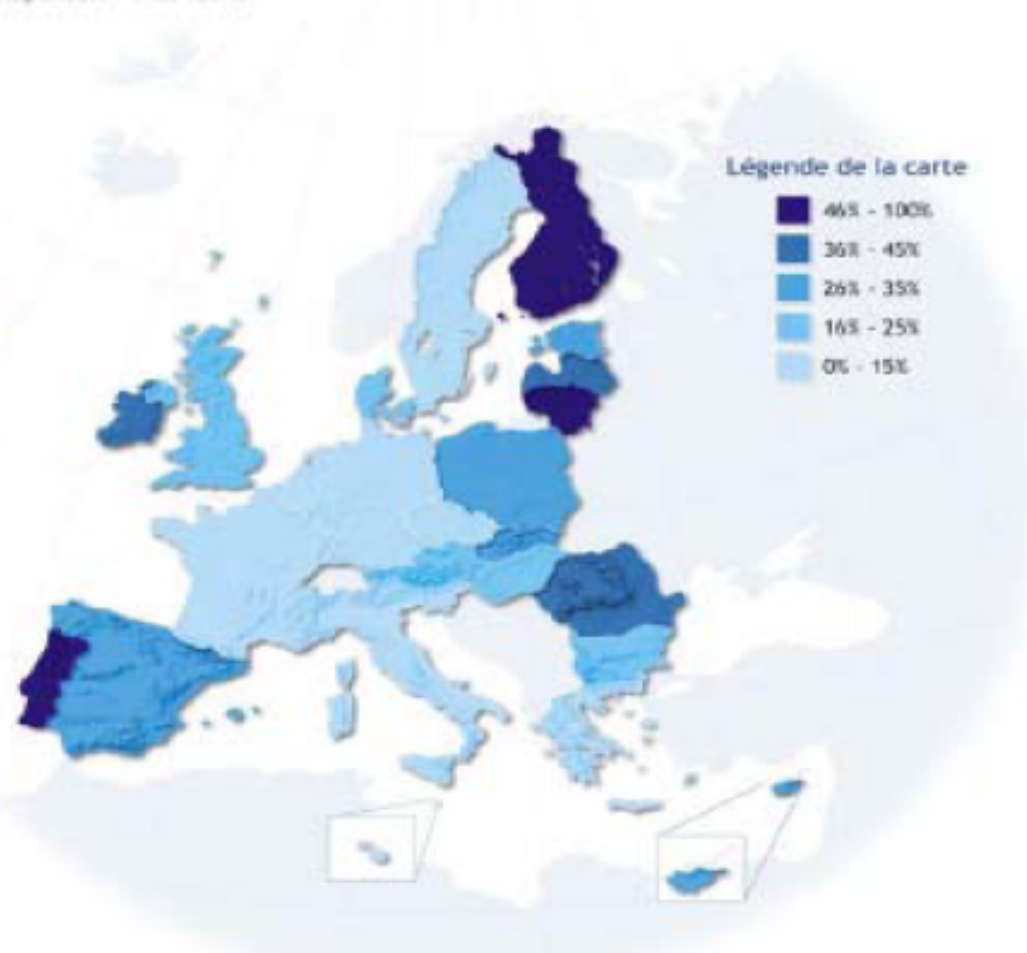 Légende de la carte
46% - 100%
36% - 45%
26% - 35%
16% - 25%
0% - 15%